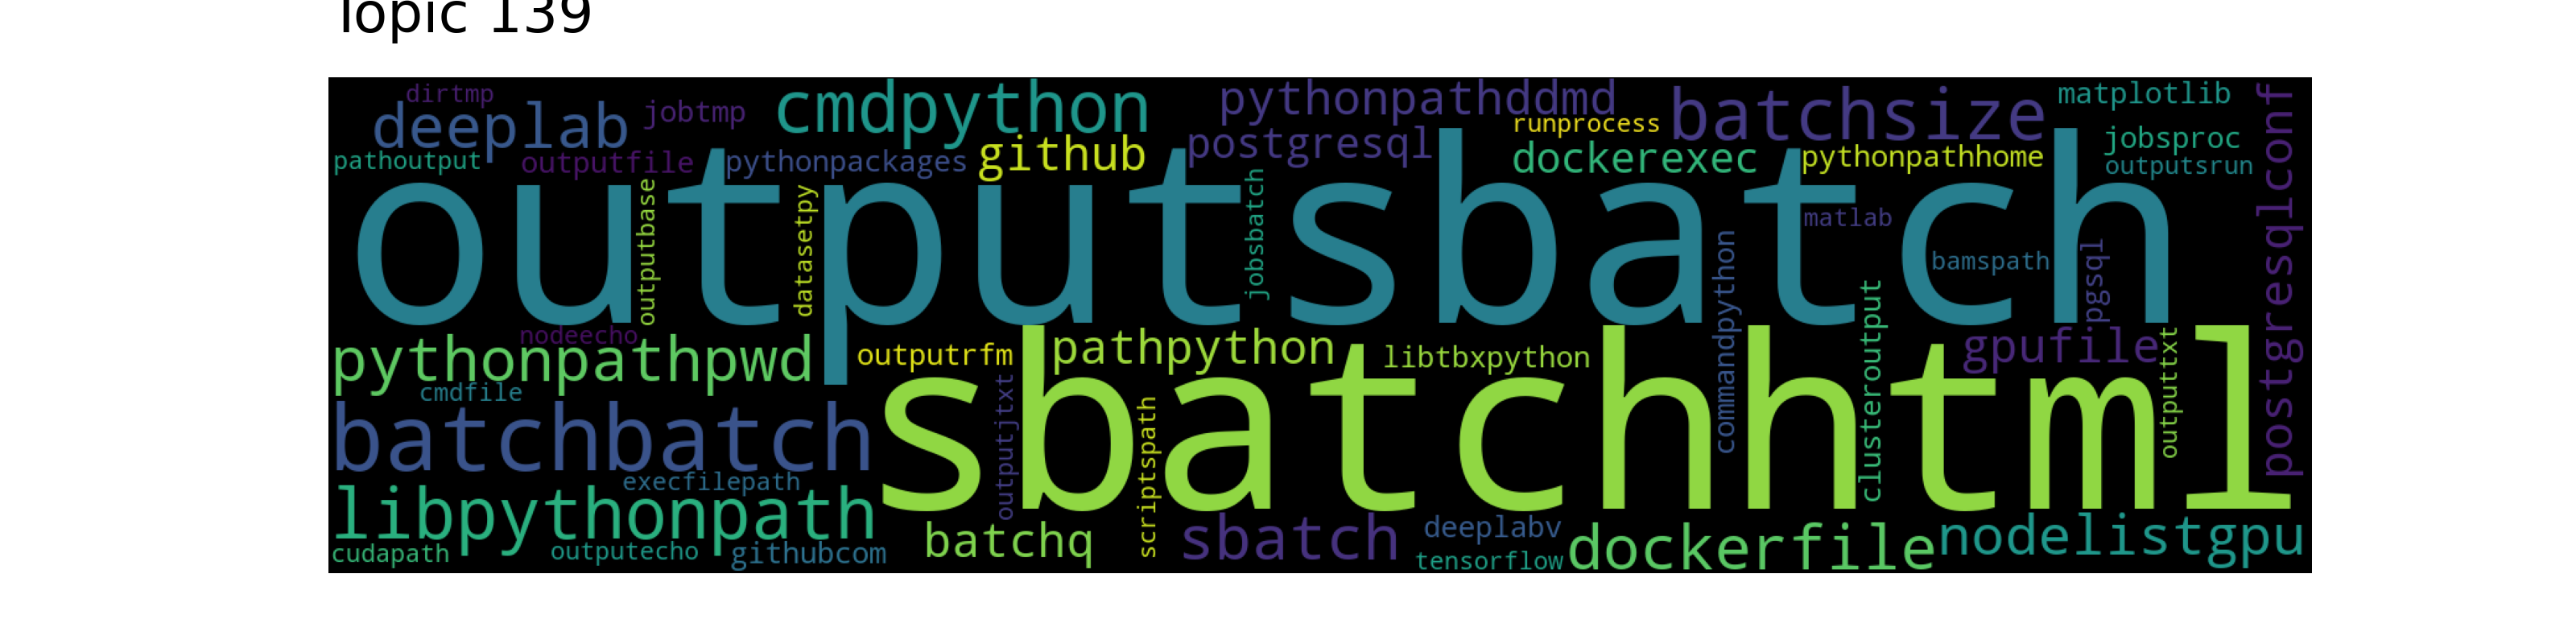 Topic 139
dirtmp
deeplab
jobtmp
cmdpython
pythonpathddmd
batchsize
matplotlib
runprocess
postgresqlconf
pathoutput
outputfile
pythonpackages
github
postgresql
dockerexec
pythonpathhome
jobsproc
outputsrun
outputsbatch
outputbase
datasetpy
jobsbatch
matlab
bamspath
pgsql
commandpython
clusteroutput
nodeecho
pythonpathpwd
outputrfm
pathpython
libtbxpython
gpufile
outputtxt
cmdfile
sbatchhtml
batchbatch
outputjtxt
scriptspath
execfilepath
libpythonpath
cudapath
outputecho
githubcom
batchq
sbatch
deeplabv
tensorflow
dockerfile
nodelistgpu